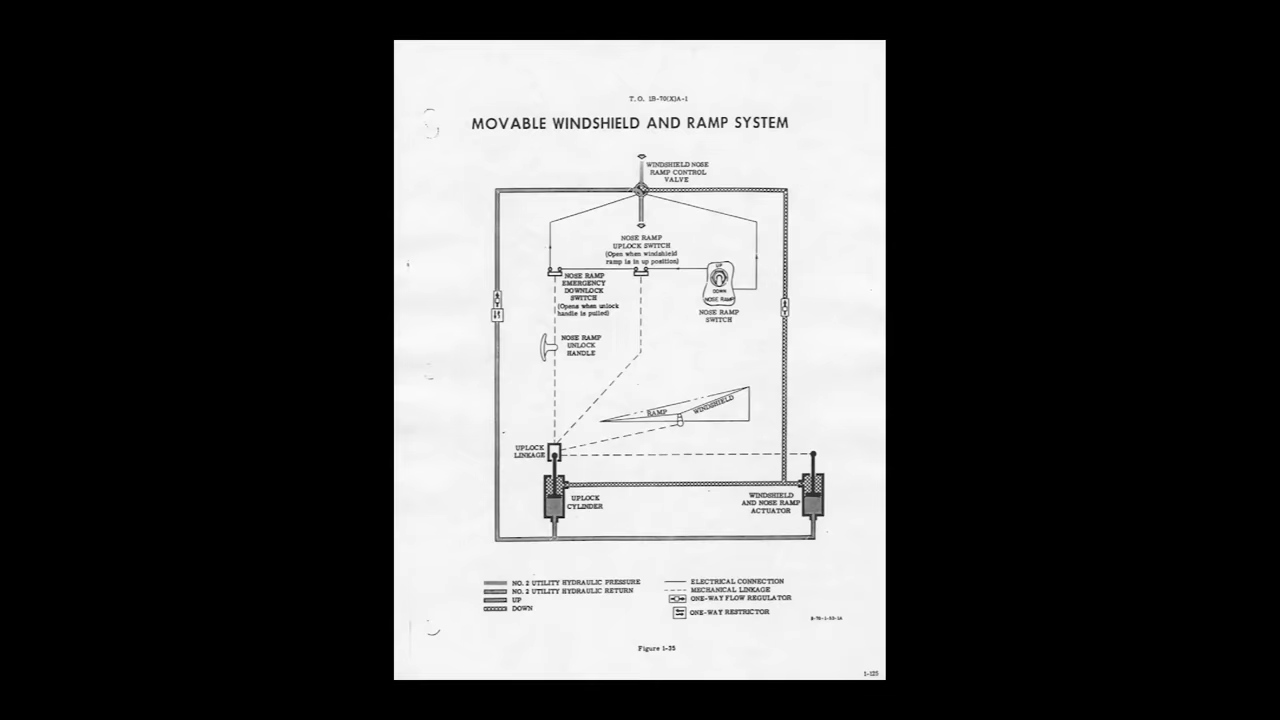 T. O. 1B-70(X)A-1
MOVABLE WINDSHIELD AND RAMP SYSTEM
WINDSHIELD NOSE
RAMP CONTROL
VALVE
NOSE RAMP
UPLOCK SWITCH
(Open when windshield
ramp is in up position)
NOSE RAMP
EMERGENCY
DOWNLOCK
SWITCH
(Opens when unlock
handle is pulled)
UP
DOWN
NOSE RAMP
NOSE RAMP
SWITCH
NOSE RAMP
UNLOCK
HANDLE
RAMP
WINDSHIELD
UPLOCK
LINKAGE
UPLOCK
CYLINDER
WINDSHIELD
AND NOSE RAMP
ACTUATOR
NO. 2 UTILITY HYDRAULIC PRESSURE
NO. 2 UTILITY HYDRAULIC RETURN
UP
DOWN
ELECTRICAL CONNECTION
MECHANICAL LINKAGE
ONE-WAY FLOW REGULATOR
ONE-WAY RESTRICTOR
Figure 1-35
1-125